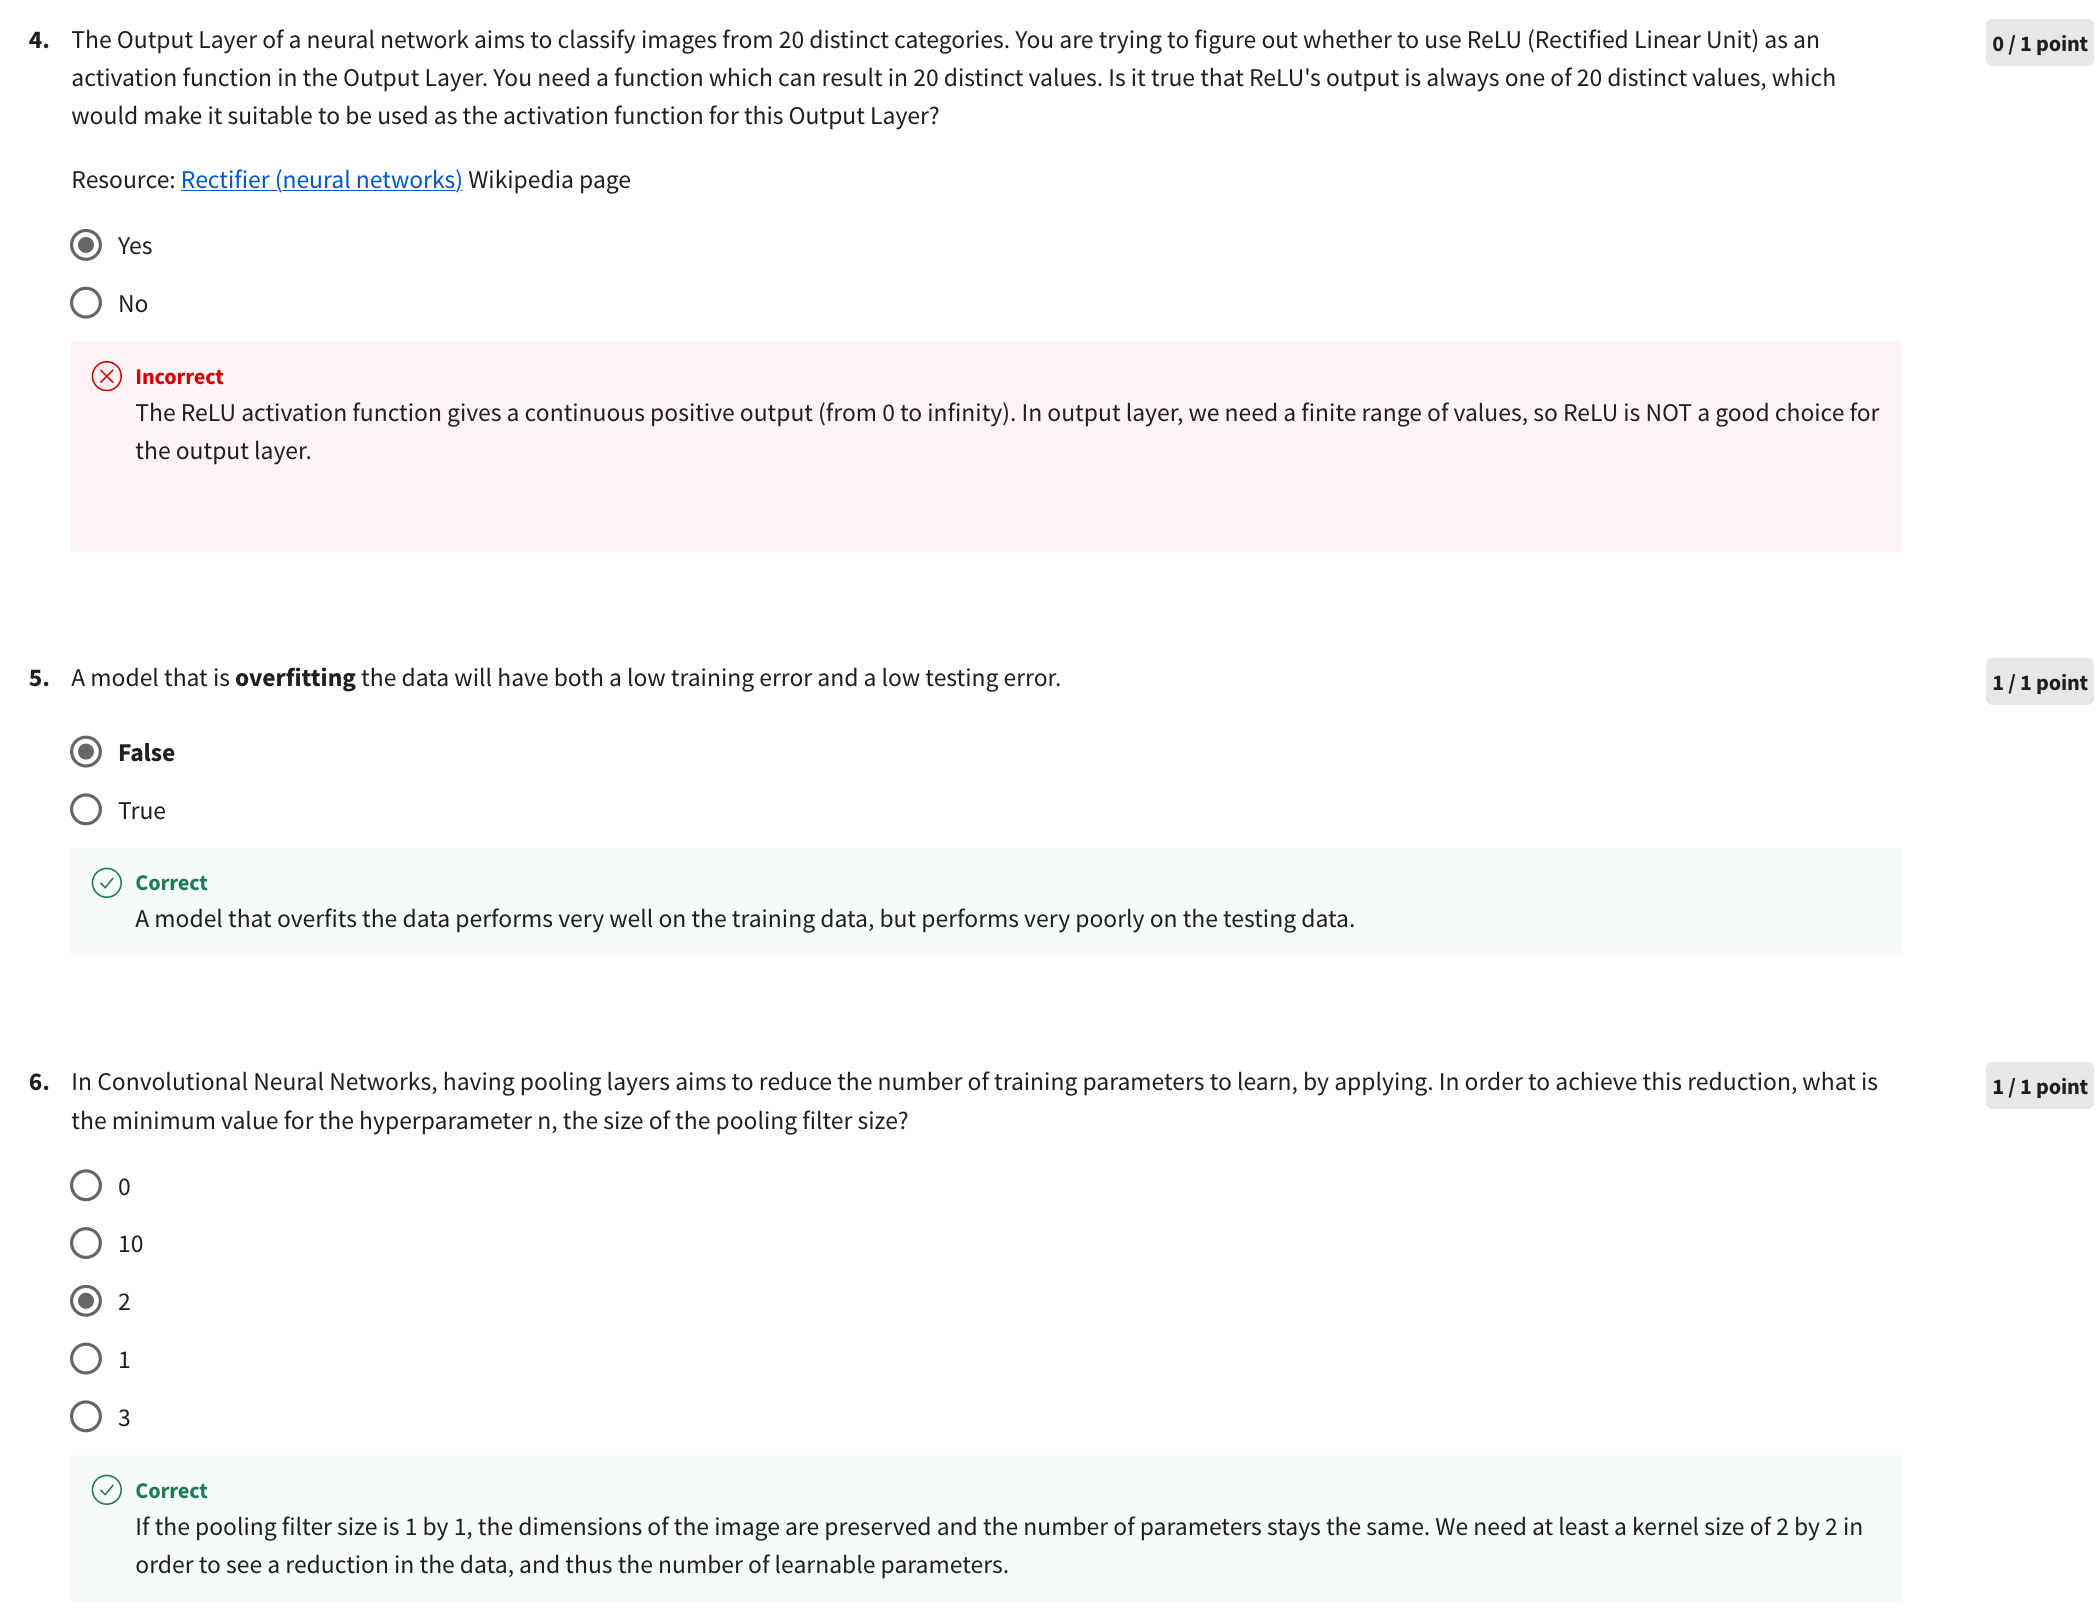 4. The Output Layer of a neural network aims to classify images from 20 distinct categories. You are trying to figure out whether to use ReLU (Rectified Linear Unit) as an
0 / 1 point
activation function in the Output Layer. You need a function which can result in 20 distinct values. Is it true that ReLU's output is always one of 20 distinct values, which
would make it suitable to be used as the activation function for this Output Layer?
Resource: Rectifier (neural networks) Wikipedia page
Yes
No
Incorrect
The ReLU activation function gives a continuous positive output (from 0 to infinity). In output layer, we need a finite range of values, so ReLU is NOT a good choice for
the output layer.
5. A model that is overfitting the data will have both a low training error and a low testing error.
1 / 1 point
False
True
Correct
A model that overfits the data performs very well on the training data, but performs very poorly on the testing data.
6. In Convolutional Neural Networks, having pooling layers aims to reduce the number of training parameters to learn, by applying. In order to achieve this reduction, what is
1 / 1 point
the minimum value for the hyperparameter n, the size of the pooling filter size?
0
10
2
1
3
Correct
If the pooling filter size is 1 by 1, the dimensions of the image are preserved and the number of parameters stays the same. We need at least a kernel size of 2 by 2 in
order to see a reduction in the data, and thus the number of learnable parameters.